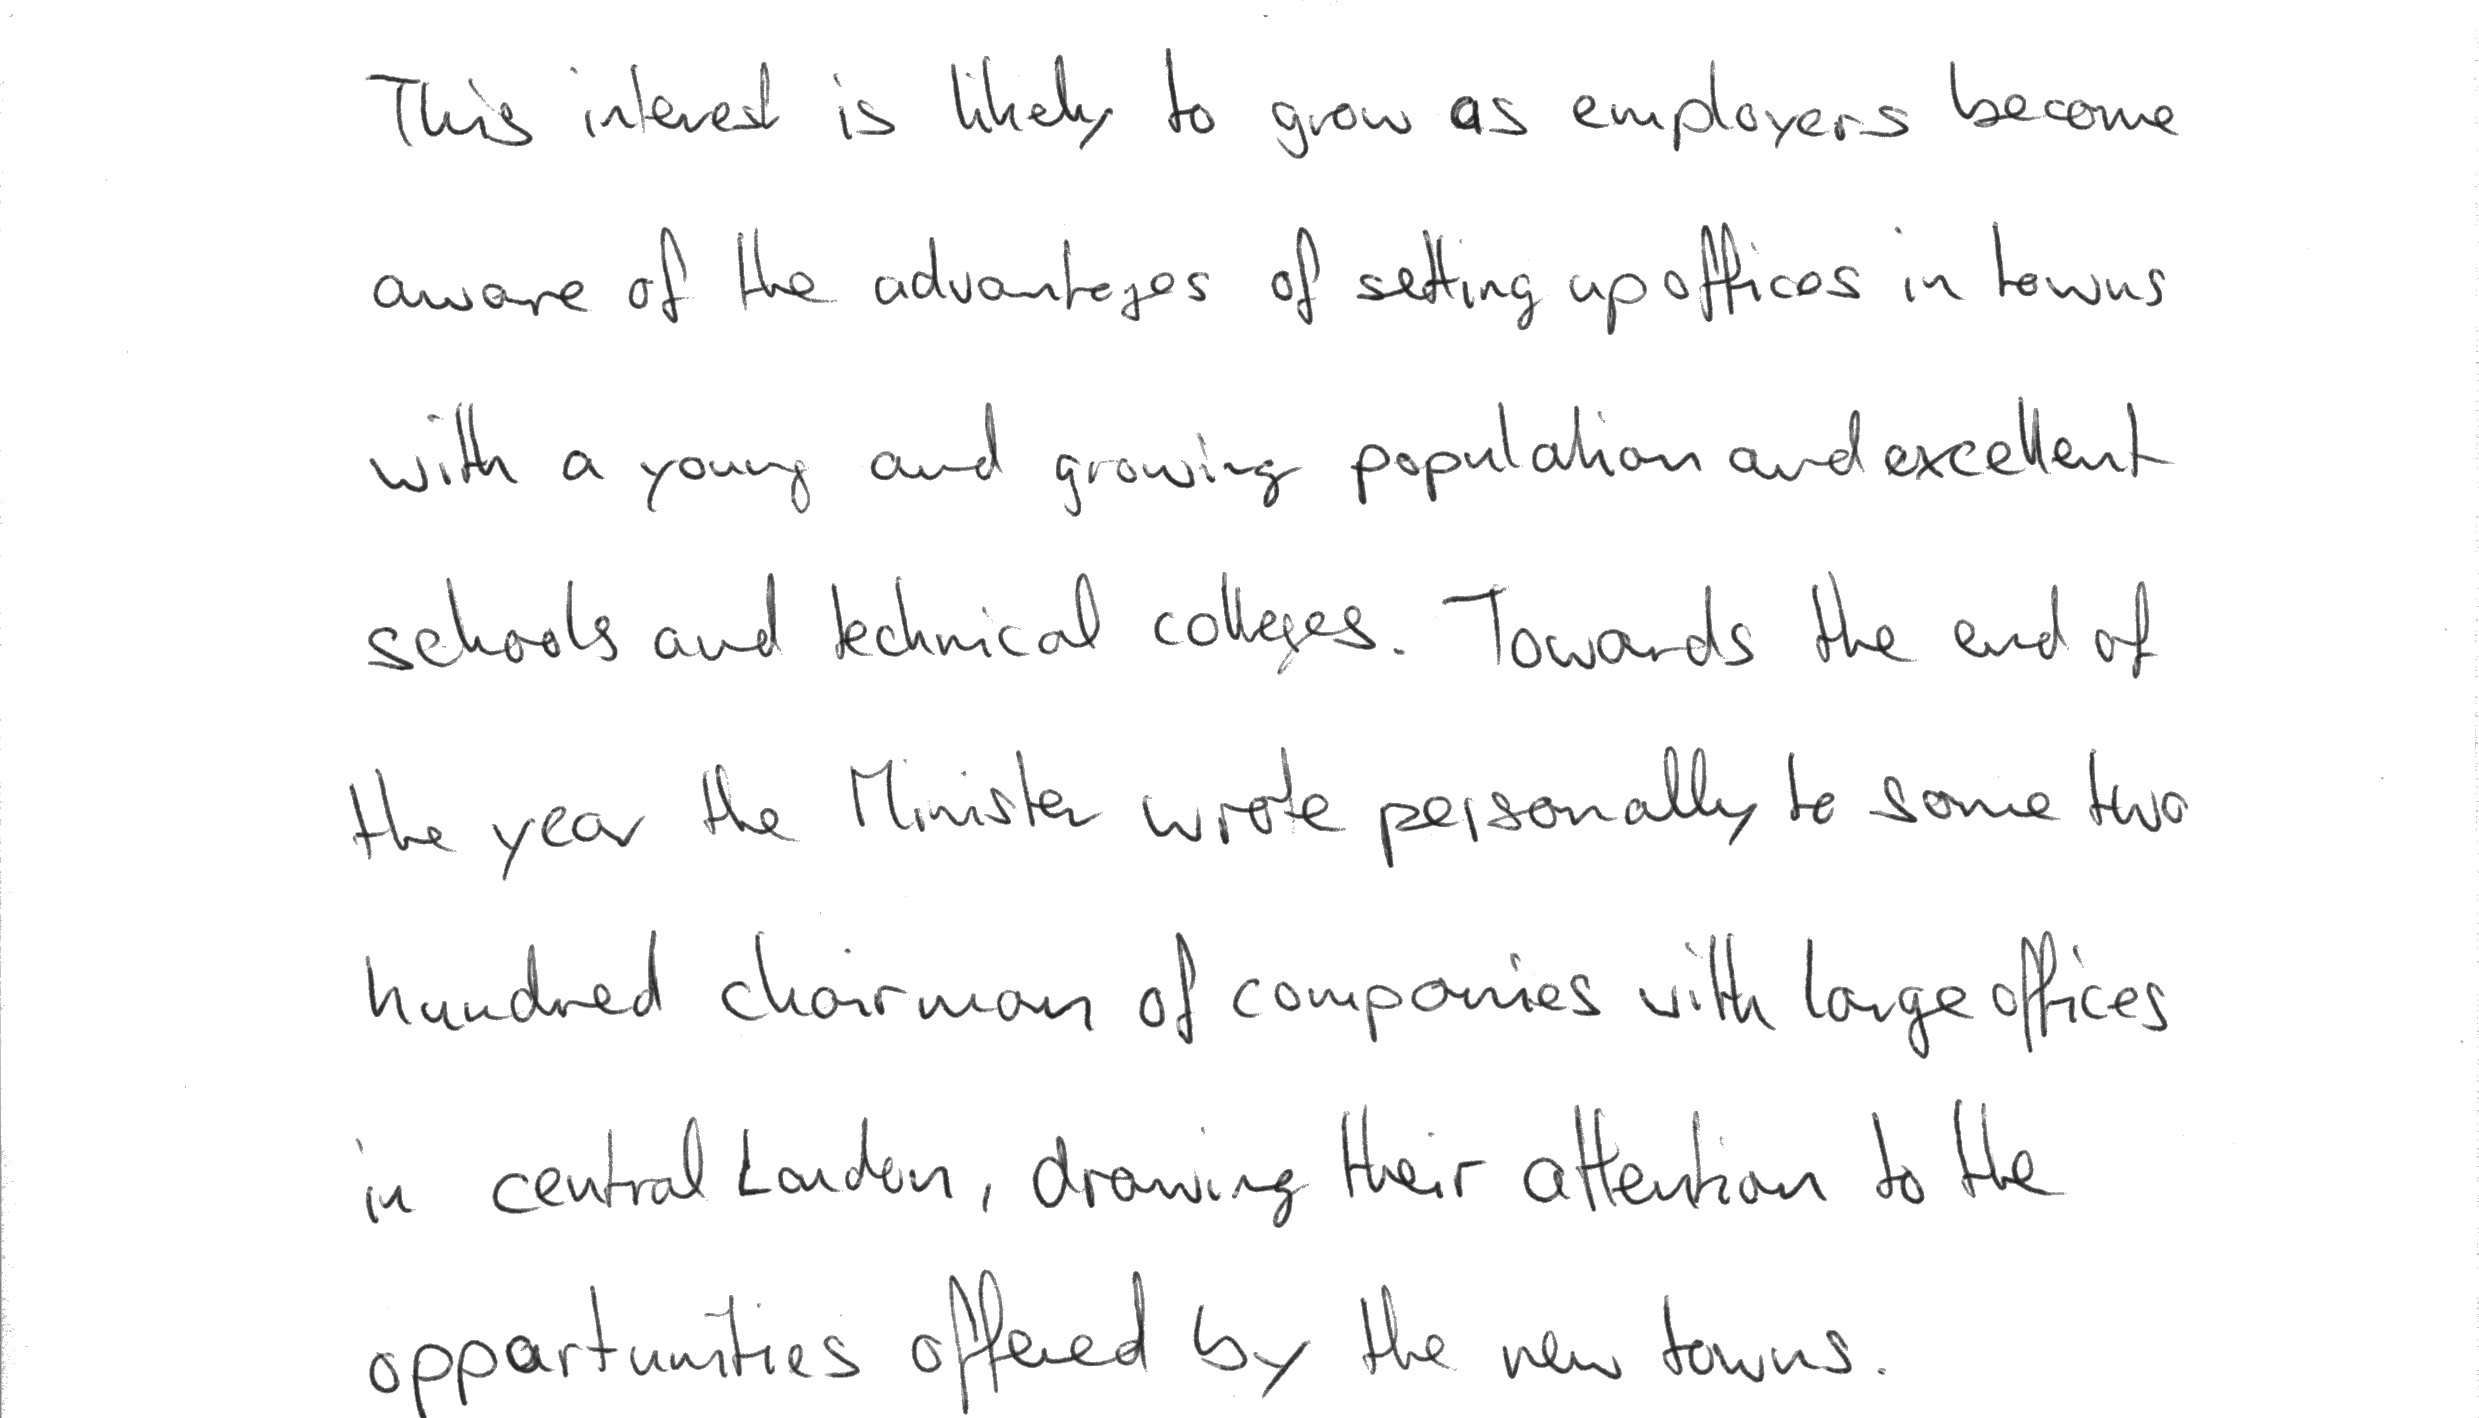 This interest is likely to grow as employers become
aware of the advantages of setting up offices in towns
with a young and growing population and excellent
schools and technical colleges. Towards the end of
the year the Minister wrote personally to some two
hundred chairman of companies with large offices
in central London, drawing their attention to the
opportunities offered by the new towns.